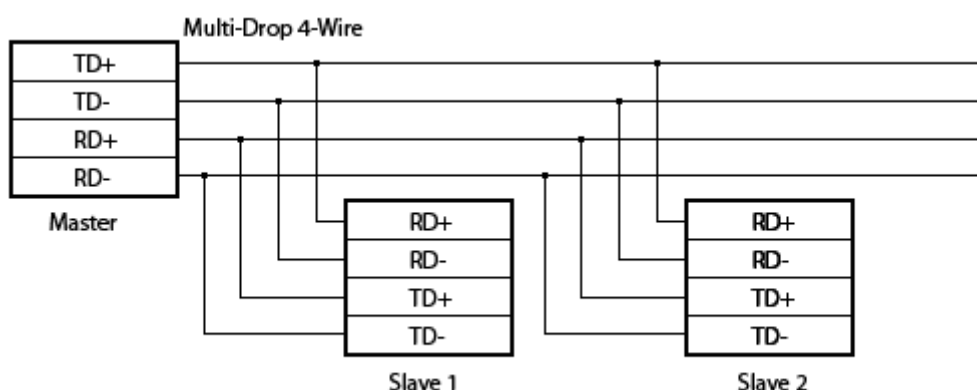 Multi-Drop 4-Wire
TD+
TD-
RD+
RD-
Master
RD+
RD-
TD+
TD-
Slave 1
RD+
RD-
TD+
TD-
Slave 2